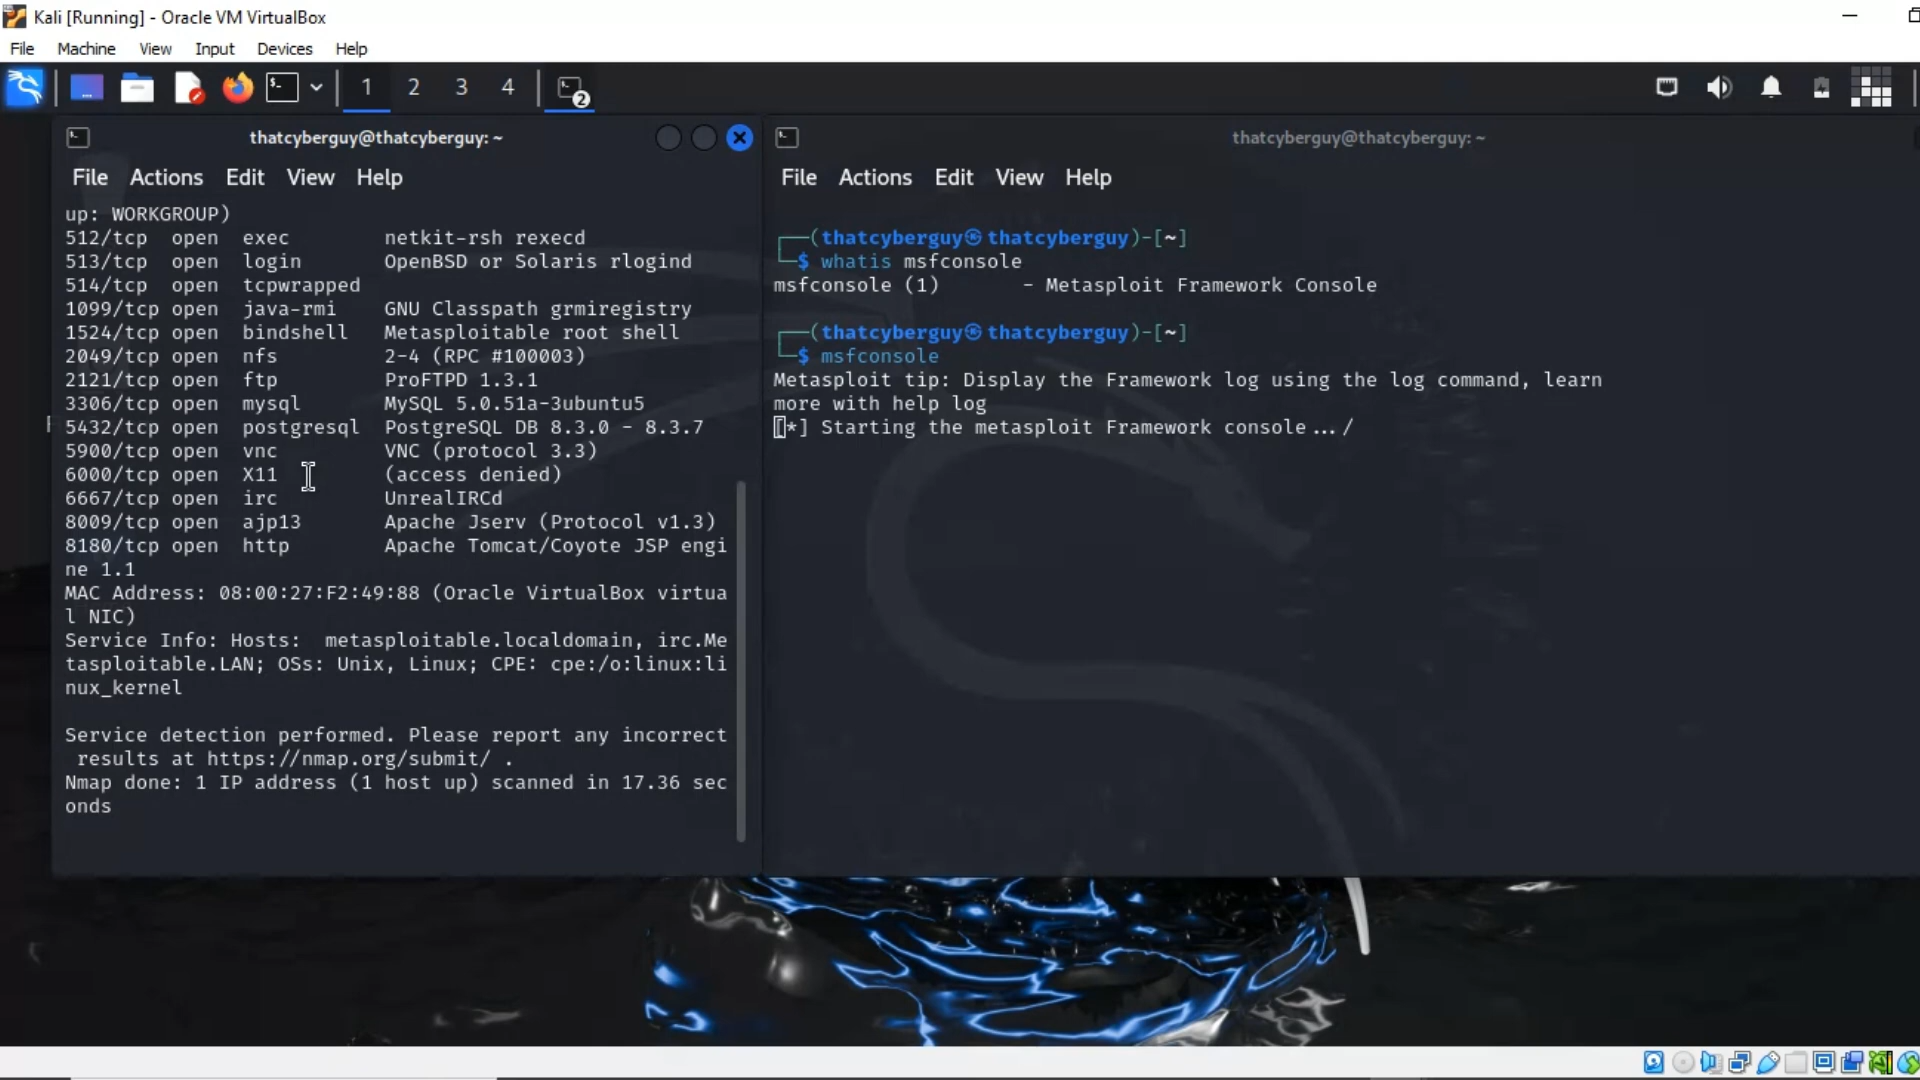 Kali [Running] - Oracle VM VirtualBox
File Machine View Input Devices Help
1 2 3 4 2
thatcyberguy@thatcyberguy: ~
File Actions Edit View Help
up: WORKGROUP)
512/tcp open exec netkit-rsh rexecd
513/tcp open login OpenBSD or Solaris rlogind
514/tcp open tcpwrapped
1099/tcp open java-rmi GNU Classpath grmiregistry
1524/tcp open bindshell Metasploitable root shell
2049/tcp open nfs 2-4 (RPC #100003)
2121/tcp open ftp ProFTPD 1.3.1
3306/tcp open mysql MySQL 5.0.51a-3ubuntu5
5432/tcp open postgresql PostgreSQL DB 8.3.0 - 8.3.7
5900/tcp open vnc VNC (protocol 3.3)
6000/tcp open X11 (access denied)
6667/tcp open irc UnrealIRCd
8009/tcp open ajp13 Apache Jserv (Protocol v1.3)
8180/tcp open http Apache Tomcat/Coyote JSP engi
ne 1.1
MAC Address: 08:00:27:F2:49:88 (Oracle VirtualBox virtua
l NIC)
Service Info: Hosts:  metasploitable.localdomain, irc.Me
tasploitable.LAN; OSs: Unix, Linux; CPE: cpe:/o:linux:li
nux_kernel
Service detection performed. Please report any incorrect
 results at https://nmap.org/submit/ .
Nmap done: 1 IP address (1 host up) scanned in 17.36 sec
onds
thatcyberguy@thatcyberguy: ~
File Actions Edit View Help
┌──(thatcyberguy㉿thatcyberguy)-[~]
└─$ whatis msfconsole
msfconsole (1)       - Metasploit Framework Console
┌──(thatcyberguy㉿thatcyberguy)-[~]
└─$ msfconsole
Metasploit tip: Display the Framework log using the log command, learn
more with help log
[*] Starting the metasploit Framework console.../